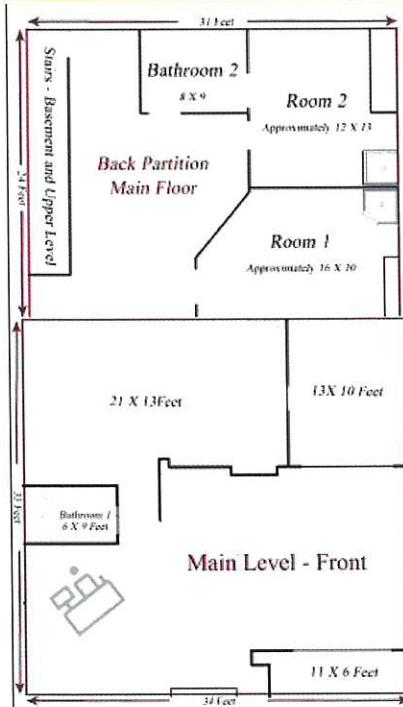 31 Feet
Bathroom 2
8 X 9
Room 2
Approximately 12 X 13
Stairs - Basement and Upper Level
24 Feet
Back Partition
Main Floor
Room 1
Approximately 16 X 10
21 X 13Feet
13X 10 Feet
Bathroom 1
6 X 9 Feet
Main Level - Front
11 X 6 Feet
34 Feet